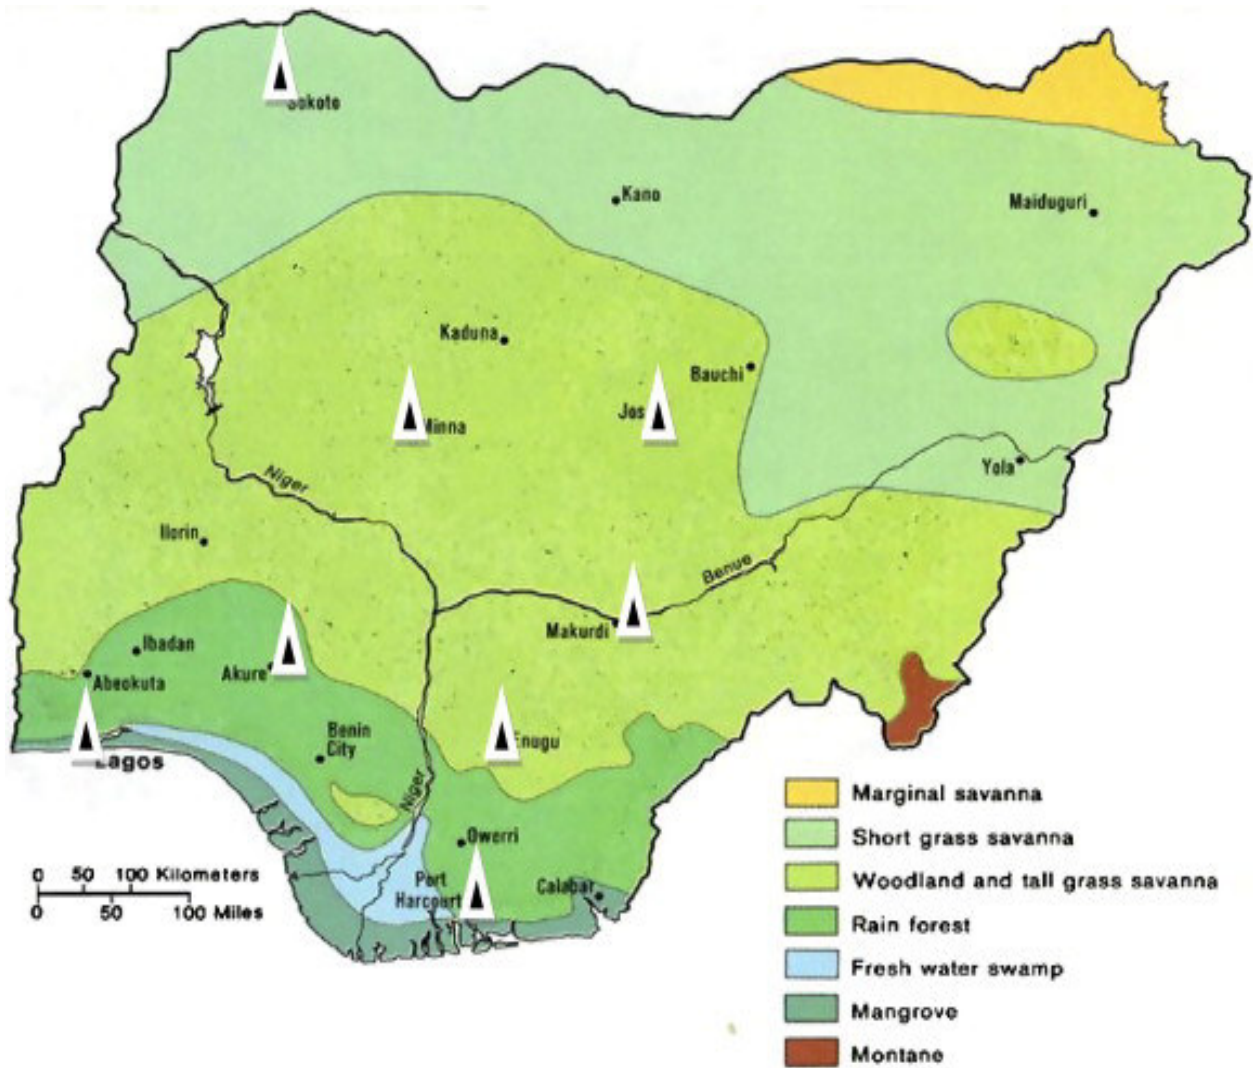 Sokoto
Kano
Maiduguri
Kaduna
Bauchi
Jos
Minna
Yola
Niger
Ilorin
Benue
Makurdi
Ibadan
Akure
Abeokuta
Benin
City
Enugu
Lagos
Niger
Owerri
Port
Harcourt
Calabar
0 50 100 Kilometers
0 50 100 Miles
Marginal savanna
Short grass savanna
Woodland and tall grass savanna
Rain forest
Fresh water swamp
Mangrove
Montane